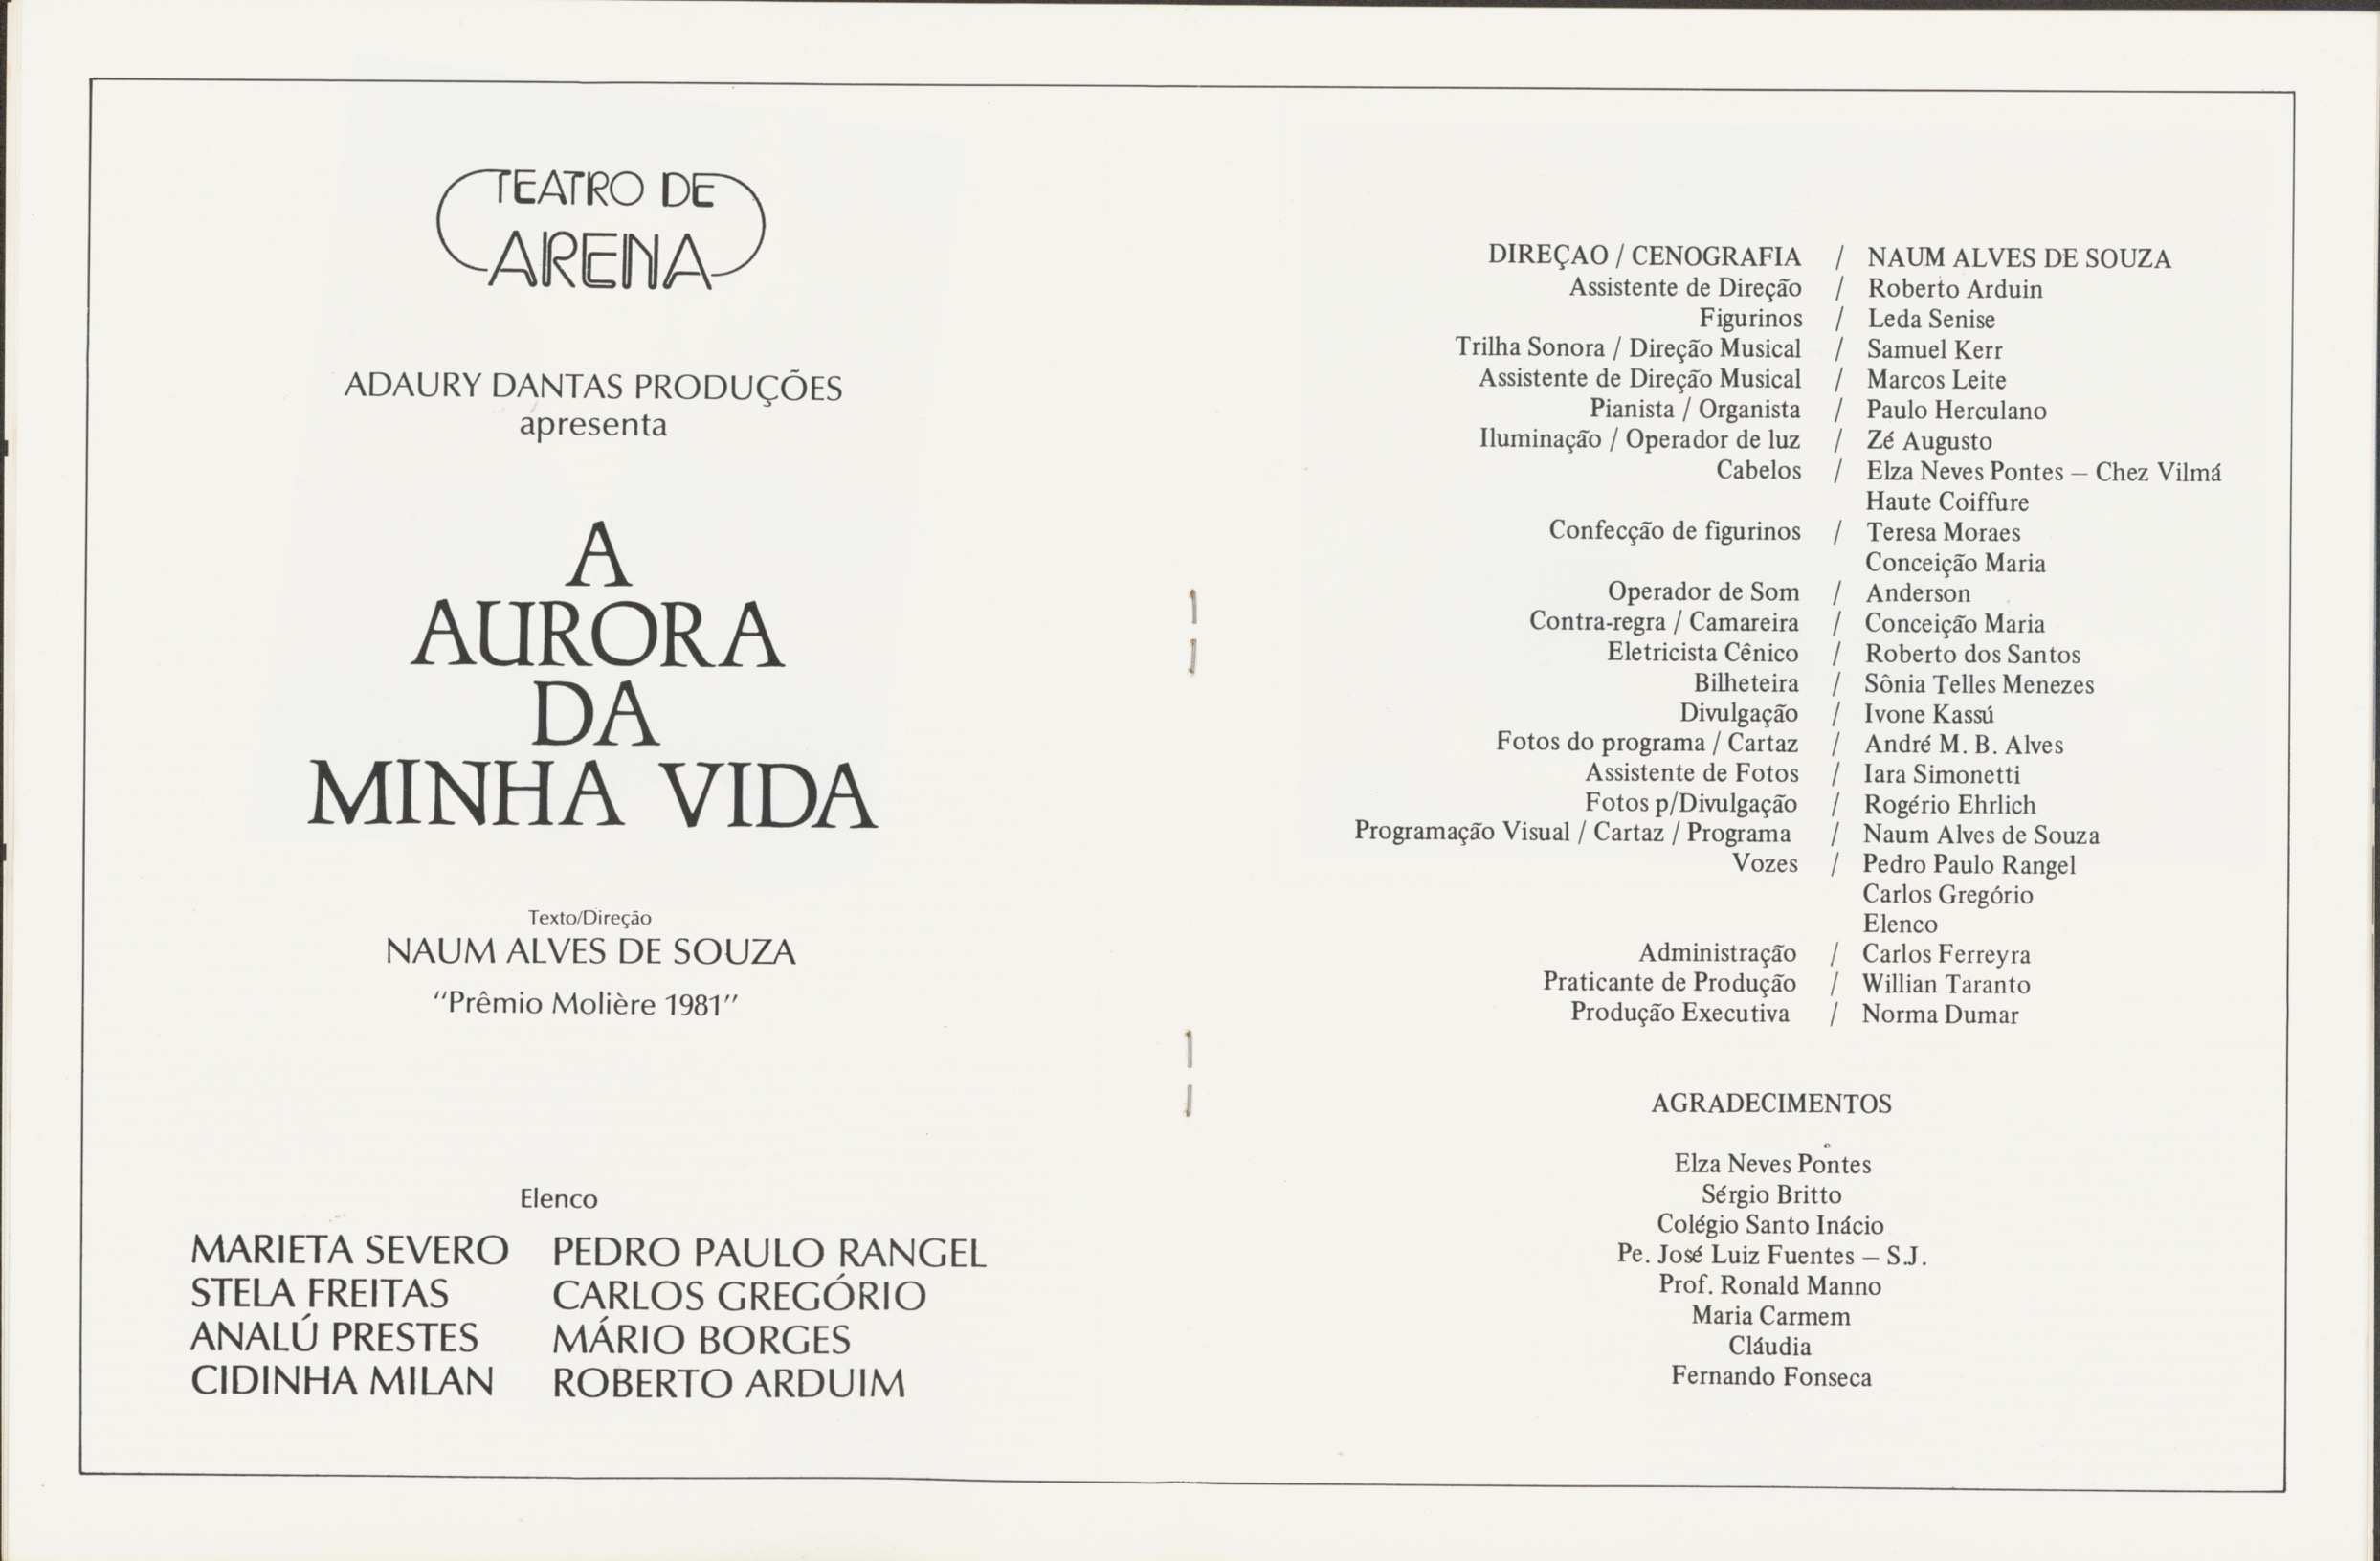 TEATRO DE
ARENA
ADAURY DANTAS PRODUÇÕES
apresenta
A
AURORA
DA
MINHA VIDA
Texto/Direção
NAUM ALVES DE SOUZA
"Prêmio Molière 1981"
Elenco
MARIETA SEVERO PEDRO PAULO RANGEL
STELA FREITAS CARLOS GREGÓRIO
ANALÚ PRESTES MÁRIO BORGES
CIDINHA MILAN ROBERTO ARDUIM
DIREÇAO / CENOGRAFIA / NAUM ALVES DE SOUZA
Assistente de Direção / Roberto Arduin
Figurinos / Leda Senise
Trilha Sonora / Direção Musical / Samuel Kerr
Assistente de Direção Musical / Marcos Leite
Pianista / Organista / Paulo Herculano
Iluminação / Operador de luz / Zé Augusto
Cabelos / Elza Neves Pontes – Chez Vilmá
Haute Coiffure
Confecção de figurinos / Teresa Moraes
Conceição Maria
Operador de Som / Anderson
Contra-regra / Camareira / Conceição Maria
Eletricista Cênico / Roberto dos Santos
Bilheteira / Sônia Telles Menezes
Divulgação / Ivone Kassú
Fotos do programa / Cartaz / André M. B. Alves
Assistente de Fotos / Iara Simonetti
Fotos p/Divulgação / Rogério Ehrlich
Programação Visual / Cartaz / Programa / Naum Alves de Souza
Vozes / Pedro Paulo Rangel
Carlos Gregório
Elenco
Administração / Carlos Ferreyra
Praticante de Produção / Willian Taranto
Produção Executiva / Norma Dumar
AGRADECIMENTOS
Elza Neves Pontes
Sérgio Britto
Colégio Santo Inácio
Pe. José Luiz Fuentes – S.J.
Prof. Ronald Manno
Maria Carmem
Cláudia
Fernando Fonseca